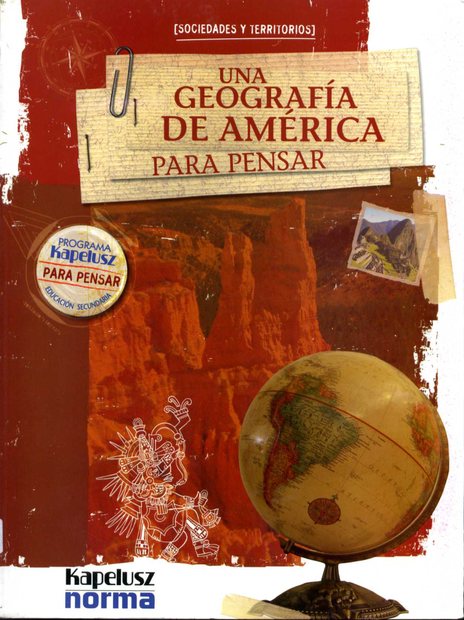 [SOCIEDADES Y TERRITORIOS]
UNA
GEOGRAFÍA
DE AMÉRICA
PARA PENSAR
PROGRAMA
Kapelusz
PARA PENSAR
EDUCACIÓN SECUNDARIA
Kapelusz
norma